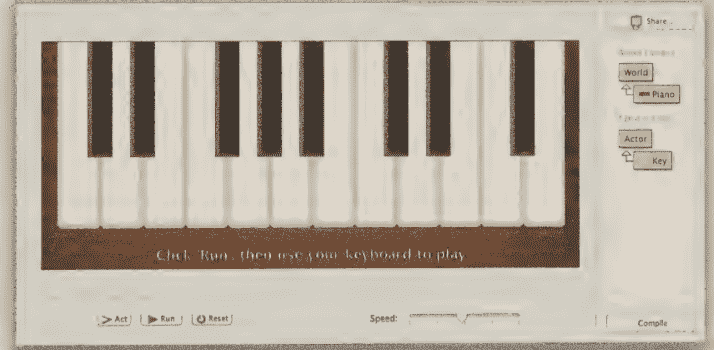 Share...
World
Piano
Actor
Key
Click 'Run', then use your keyboard to play
Act
Run
Reset
Speed:
Compile